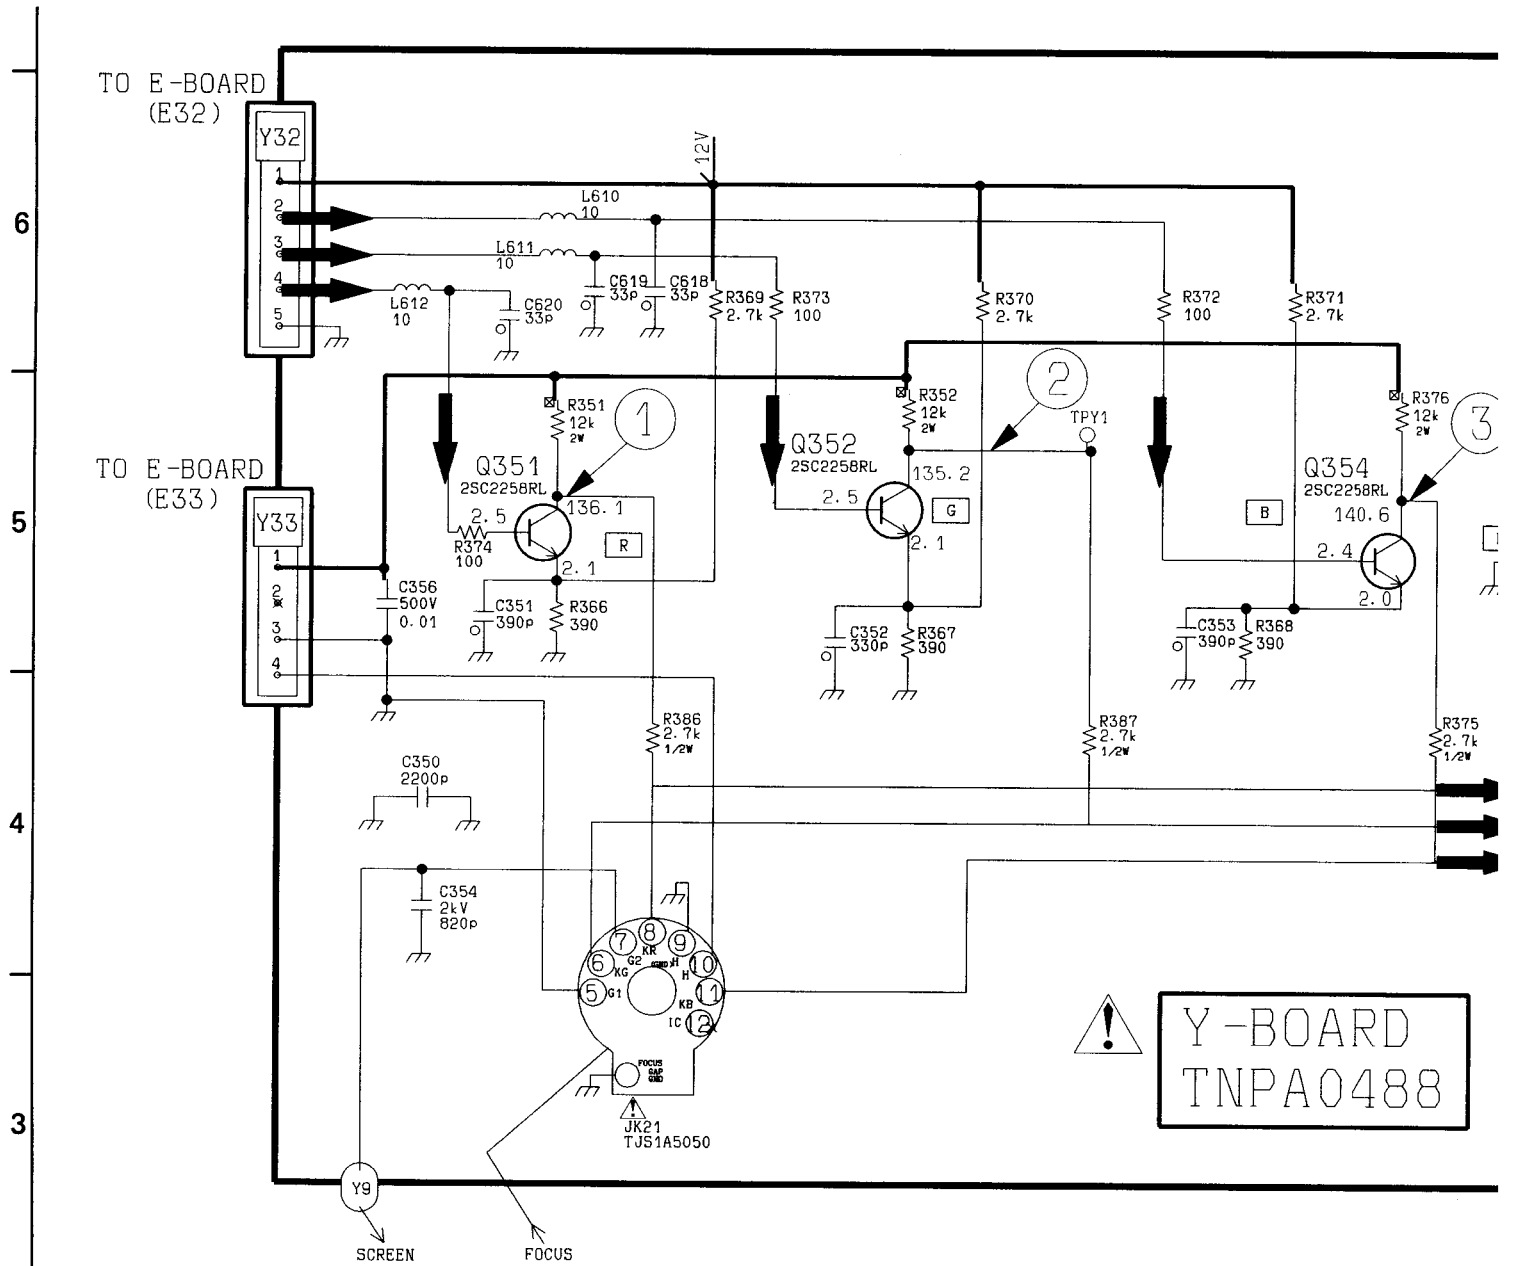 TO E-BOARD
(E32)
Y32
1
2
3
4
5
12V
L610
10
L611
10
L612
10
C620
33p
C619
33p
C618
33p
R369
2.7k
R373
100
R370
2.7k
R372
100
R371
2.7k
6
5
4
3
TO E-BOARD
(E33)
Y33
1
2
3
4
R351
12k
2W
1
Q351
2SC2258RL
136.1
2.5
R374
100
2.1
R
C356
500V
0.01
C351
390p
R366
390
R352
12k
2W
2
TPY1
Q352
2SC2258RL
135.2
2.5
G
2.1
C352
330p
R367
390
R376
12k
2W
3
Q354
2SC2258RL
140.6
B
2.4
2.0
C353
390p
R368
390
R386
2.7k
1/2W
R387
2.7k
1/2W
R375
2.7k
1/2W
C350
2200p
C354
2kV
820p
8
7
9
KR
G2
(GND)H
6
10
KG
H
5
G1
11
KB
IC
12
FOCUS
GAP
GND
JK21
TJS1A5050
Y-BOARD
TNPA0488
Y9
SCREEN
FOCUS